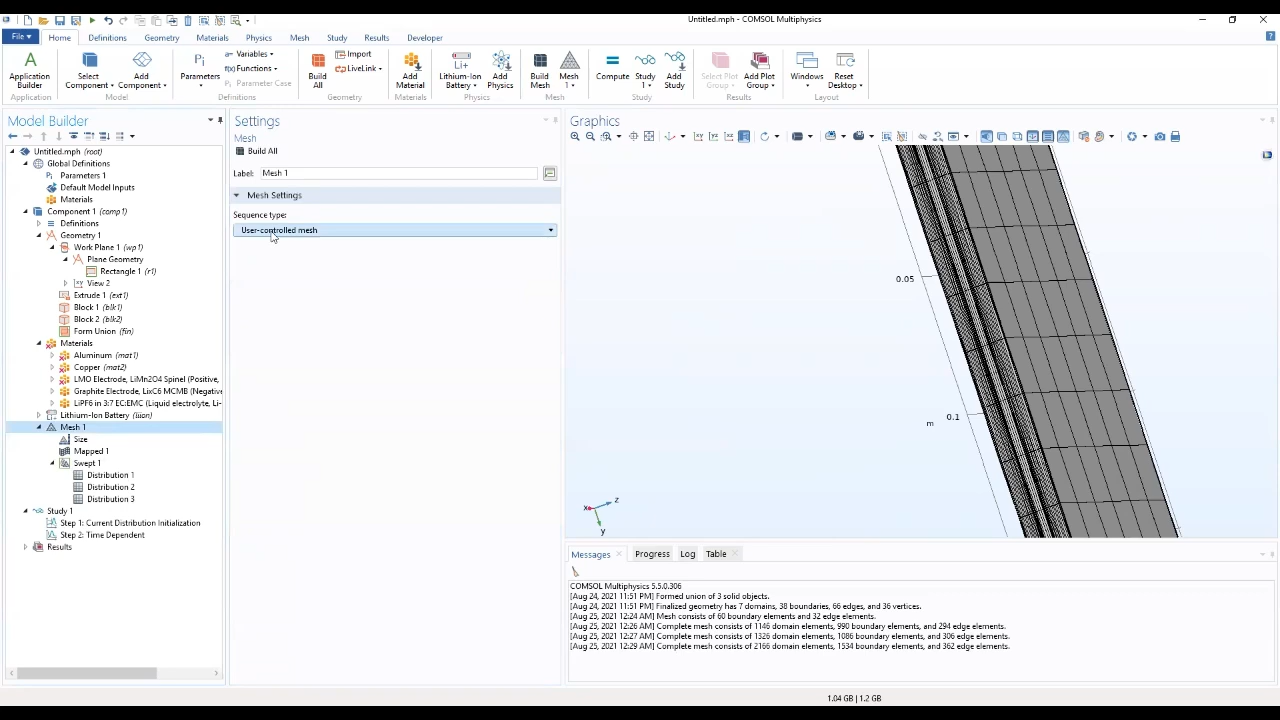 Untitled.mph - COMSOL Multiphysics
File Home Definitions Geometry Materials Physics Mesh Study Results Developer
Application Builder
Application
Select Component
Add Component
Model
Parameters
Variables
Functions
Parameter Case
Definitions
Build All
Import
LiveLink
Geometry
Add Material
Materials
Lithium-Ion Battery
Add Physics
Physics
Build Mesh
Mesh 1
Mesh
Compute
Study 1
Add Study
Study
Select Plot Group
Add Plot Group
Results
Windows
Reset Desktop
Layout
Model Builder
Untitled.mph (root)
Global Definitions
Parameters 1
Default Model Inputs
Materials
Component 1 (comp1)
Definitions
Geometry 1
Work Plane 1 (wp1)
Plane Geometry
Rectangle 1 (r1)
View 2
Extrude 1 (ext1)
Block 1 (blk1)
Block 2 (blk2)
Form Union (fin)
Materials
Aluminum (mat1)
Copper (mat2)
LMO Electrode, LiMn2O4 Spinel (Positive,
Graphite Electrode, LixC6 MCMB (Negative
LiPF6 in 3:7 EC:EMC (Liquid electrolyte, Li-
Lithium-Ion Battery (liion)
Mesh 1
Size
Mapped 1
Swept 1
Distribution 1
Distribution 2
Distribution 3
Study 1
Step 1: Current Distribution Initialization
Step 2: Time Dependent
Results
Settings
Mesh
Build All
Label: Mesh 1
Mesh Settings
Sequence type:
User-controlled mesh
Graphics
0.05
0.1
m
x z
y
Messages Progress Log Table
COMSOL Multiphysics 5.5.0.306
[Aug 24, 2021 11:51 PM] Formed union of 3 solid objects.
[Aug 24, 2021 11:51 PM] Finalized geometry has 7 domains, 38 boundaries, 66 edges, and 36 vertices.
[Aug 25, 2021 12:24 AM] Mesh consists of 60 boundary elements and 32 edge elements.
[Aug 25, 2021 12:26 AM] Complete mesh consists of 1146 domain elements, 990 boundary elements, and 294 edge elements.
[Aug 25, 2021 12:27 AM] Complete mesh consists of 1326 domain elements, 1086 boundary elements, and 306 edge elements.
[Aug 25, 2021 12:29 AM] Complete mesh consists of 2166 domain elements, 1534 boundary elements, and 362 edge elements.
1.04 GB | 1.2 GB